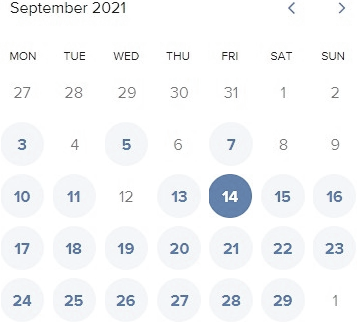 September 2021
MON TUE WED THU FRI SAT SUN
27 28 29 30 31 1 2
3 4 5 6 7 8 9
10 11 12 13 14 15 16
17 18 19 20 21 22 23
24 25 26 27 28 29 1